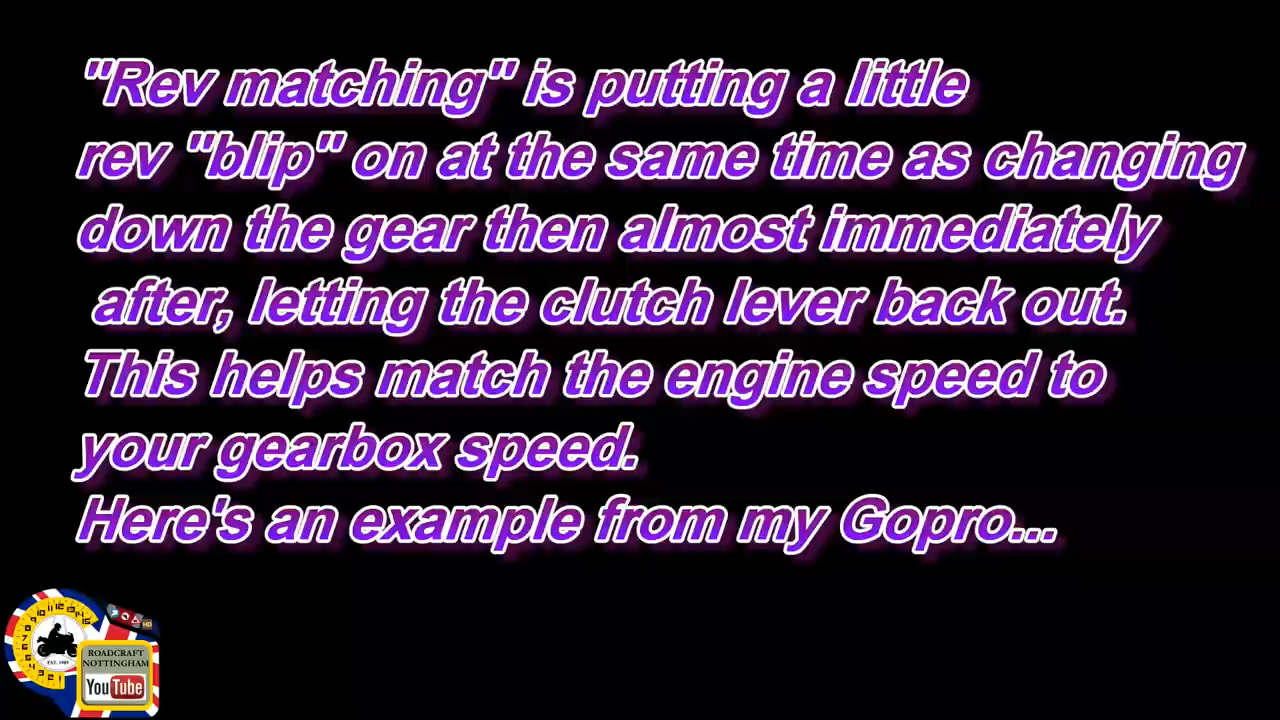 "Rev matching" is putting a little
rev "blip" on at the same time as changing
down the gear then almost immediately
after, letting the clutch lever back out.
This helps match the engine speed to
your gearbox speed.
Here's an example from my Gopro...
EST. 1989
ROADCRAFT
NOTTINGHAM
YouTube